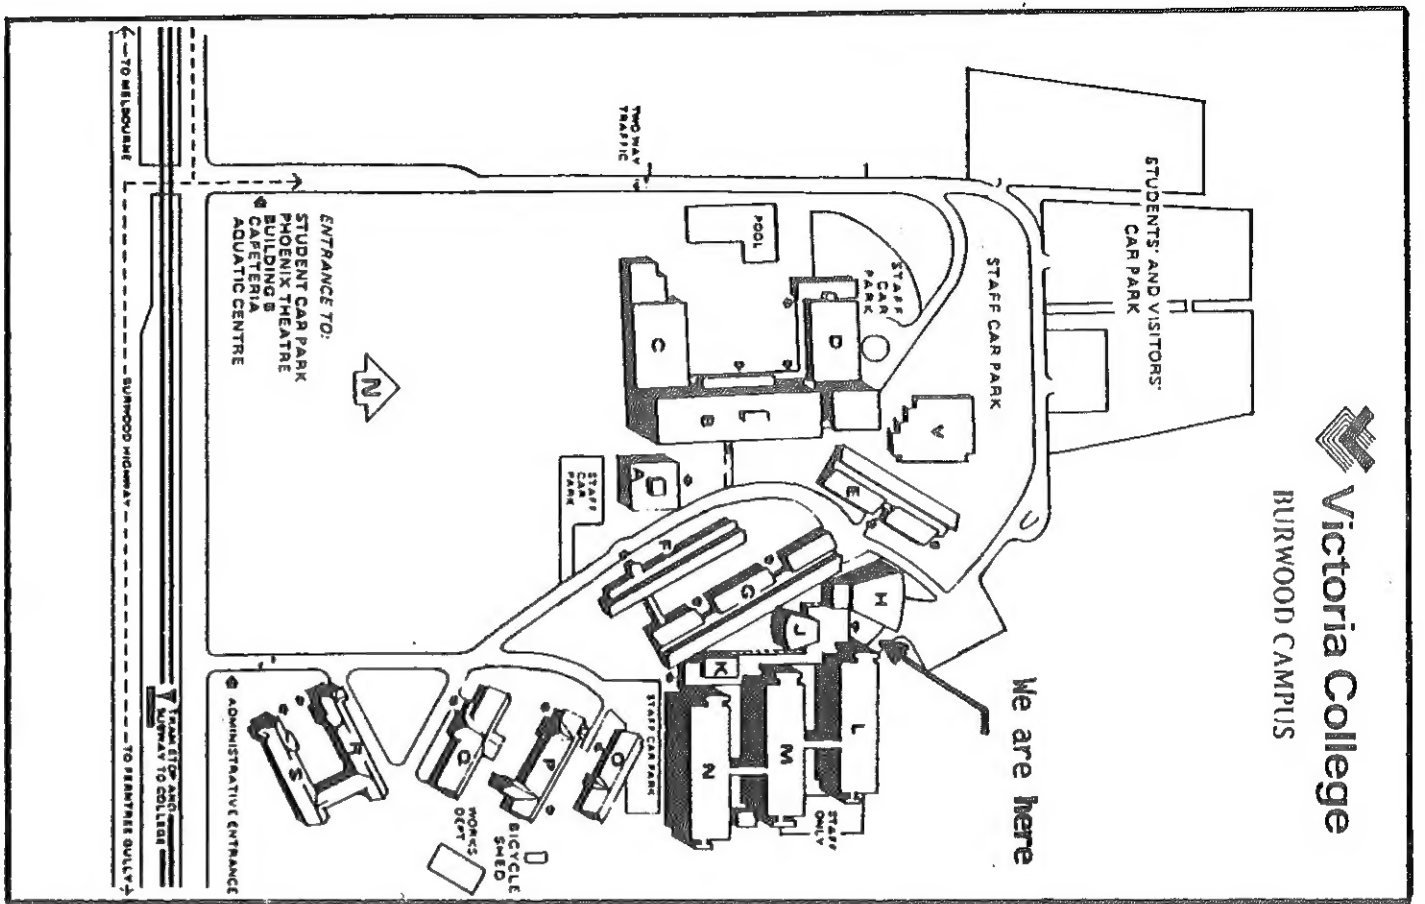 Victoria College
BURWOOD CAMPUS
We are here
STUDENTS' AND VISITORS'
CAR PARK
STAFF CAR PARK
STAFF
CAR
PARK
POOL
TWO WAY
TRAFFIC
D
C
B
V
A
E
STAFF
CAR
PARK
F
G
H
J
K
L
M
N
STAFF
ONLY
STAFF CAR PARK
O
P
Q
R
S
BICYCLE
SHED
WORKS
DEPT
N
ENTRANCE TO:
STUDENT CAR PARK
PHOENIX THEATRE
BUILDING B
CAFETERIA
AQUATIC CENTRE
ADMINISTRATIVE ENTRANCE
TRAM STOP AND
SUBWAY TO COLLEGE
TO MELBOURNE
BURWOOD HIGHWAY
TO FERNTREE GULLY